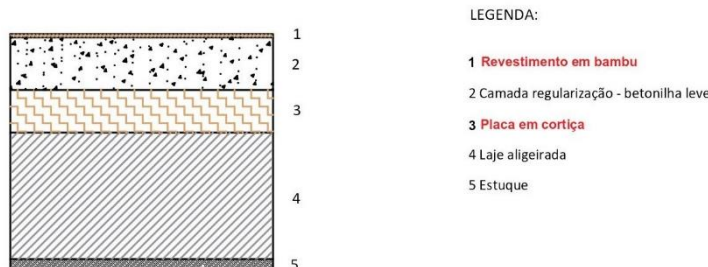 1
2
3
4
5
LEGENDA:
1 Revestimento em bambu
2 Camada regularização - betonilha leve
3 Placa em cortiça
4 Laje aligeirada
5 Estuque